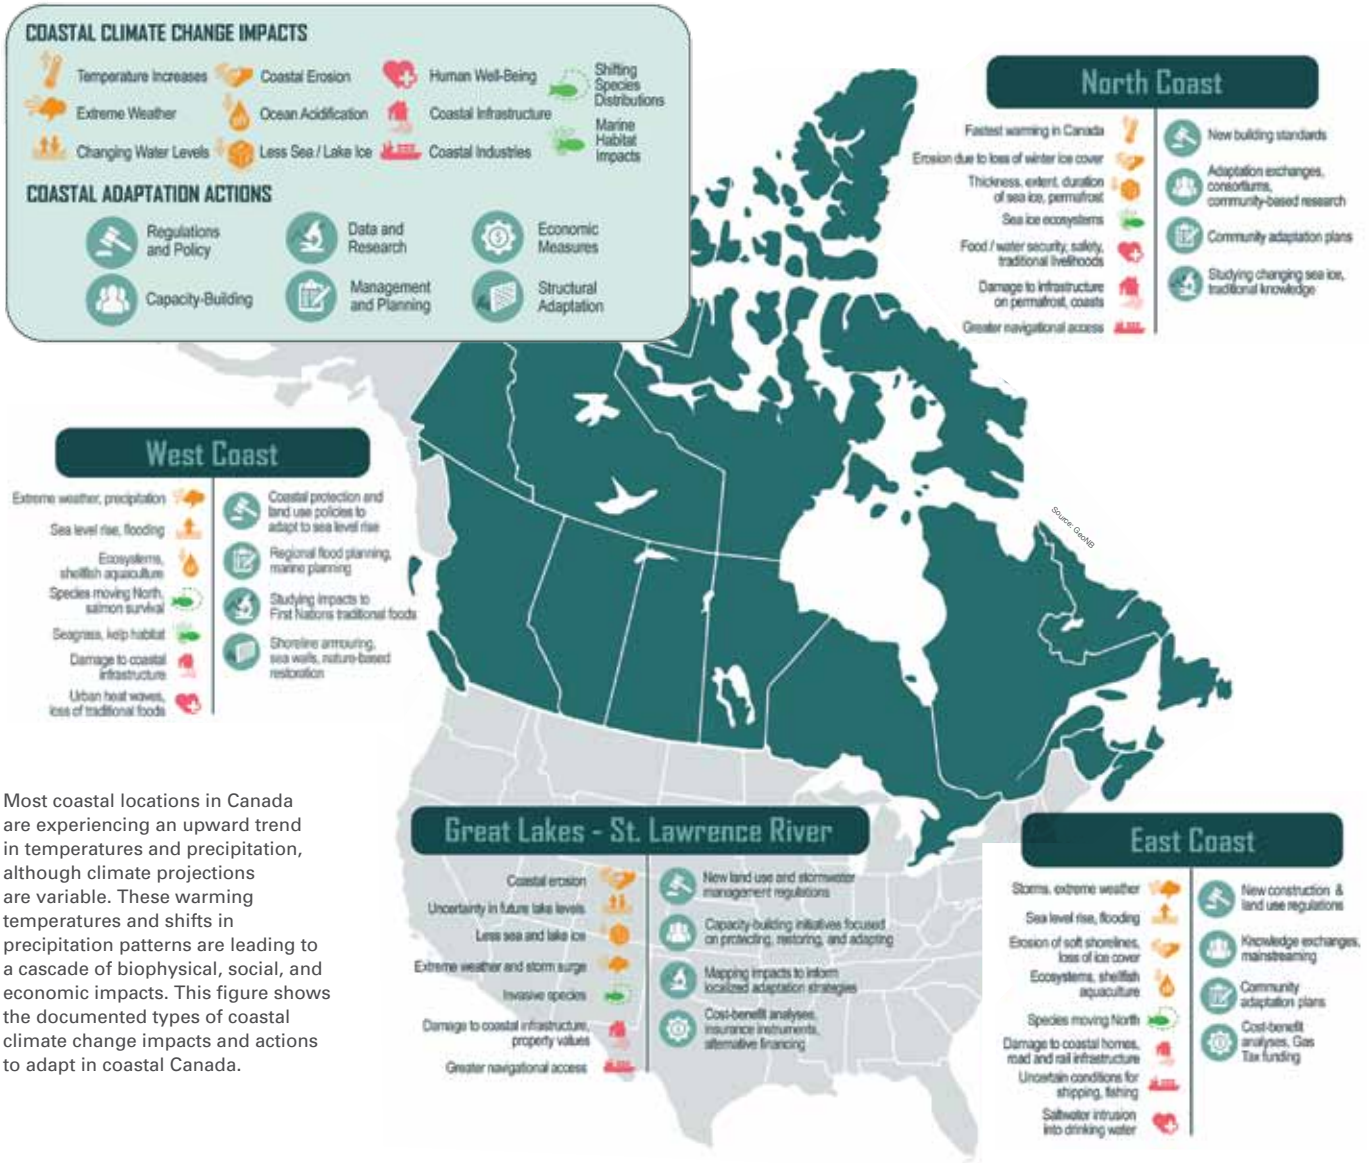 COASTAL CLIMATE CHANGE IMPACTS
Temperature Increases
Extreme Weather
Changing Water Levels
Coastal Erosion
Ocean Acidification
Less Sea / Lake Ice
Human Well-Being
Coastal Infrastructure
Coastal Industries
Shifting
Species
Distributions
Marine
Habitat
Impacts
COASTAL ADAPTATION ACTIONS
Regulations
and Policy
Capacity-Building
Data and
Research
Management
and Planning
Economic
Measures
Structural
Adaptation
North Coast
Fastest warming in Canada
Erosion due to loss of winter ice cover
Thickness, extent, duration
of sea ice, permafrost
Sea ice ecosystems
Food / water security, safety,
traditional livelihoods
Damage to infrastructure
on permafrost, coasts
Greater navigational access
New building standards
Adaptation exchanges,
consortiums,
community-based research
Community adaptation plans
Studying changing sea ice,
traditional knowledge
West Coast
Extreme weather, precipitation
Sea level rise, flooding
Ecosystems,
shellfish aquaculture
Species moving North,
salmon survival
Seagrass, kelp habitat
Damage to coastal
infrastructure
Urban heat waves,
loss of traditional foods
Coastal protection and
land use policies to
adapt to sea level rise
Regional flood planning,
marine planning
Studying impacts to
First Nations traditional foods
Shoreline armouring,
sea walls, nature-based
restoration
Source: GeoNB
Most coastal locations in Canada
are experiencing an upward trend
in temperatures and precipitation,
although climate projections
are variable. These warming
temperatures and shifts in
precipitation patterns are leading to
a cascade of biophysical, social, and
economic impacts. This figure shows
the documented types of coastal
climate change impacts and actions
to adapt in coastal Canada.
Great Lakes - St. Lawrence River
Coastal erosion
Uncertainty in future lake levels
Less sea and lake ice
Extreme weather and storm surge
Invasive species
Damage to coastal infrastructure,
property values
Greater navigational access
New land use and stormwater
management regulations
Capacity-building initiatives focused
on protecting, restoring, and adapting
Mapping impacts to inform
localized adaptation strategies
Cost-benefit analyses,
insurance instruments,
alternative financing
East Coast
Storms, extreme weather
Sea level rise, flooding
Erosion of soft shorelines,
loss of ice cover
Ecosystems, shellfish
aquaculture
Species moving North
Damage to coastal homes,
road and rail infrastructure
Uncertain conditions for
shipping, fishing
Saltwater intrusion
into drinking water
New construction &
land use regulations
Knowledge exchanges,
mainstreaming
Community
adaptation plans
Cost-benefit
analyses, Gas
Tax funding